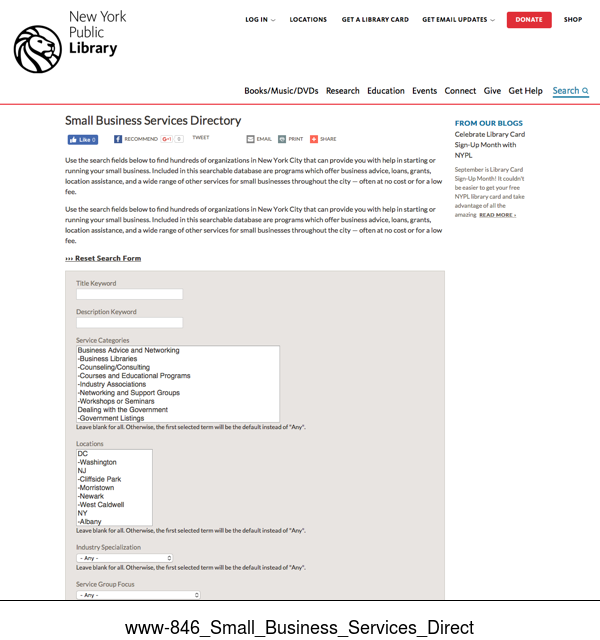 New York
Public
Library
LOG IN
LOCATIONS
GET A LIBRARY CARD
GET EMAIL UPDATES
DONATE
SHOP
Books/Music/DVDs
Research
Education
Events
Connect
Give
Get Help
Search
Small Business Services Directory
Like 0
RECOMMEND
G+1
0
TWEET
EMAIL
PRINT
SHARE
Use the search fields below to find hundreds of organizations in New York City that can provide you with help in starting or
running your small business. Included in this searchable database are programs which offer business advice, loans, grants,
location assistance, and a wide range of other services for small businesses throughout the city — often at no cost or for a low
fee.
Use the search fields below to find hundreds of organizations in New York City that can provide you with help in starting or
running your small business. Included in this searchable database are programs which offer business advice, loans, grants,
location assistance, and a wide range of other services for small businesses throughout the city — often at no cost or for a low
fee.
››› Reset Search Form
Title Keyword
Description Keyword
Service Categories
Business Advice and Networking
-Business Libraries
-Counseling/Consulting
-Courses and Educational Programs
-Industry Associations
-Networking and Support Groups
-Workshops or Seminars
Dealing with the Government
-Government Listings
Leave blank for all. Otherwise, the first selected term will be the default instead of "Any".
Locations
DC
-Washington
NJ
-Cliffside Park
-Morristown
-Newark
-West Caldwell
NY
-Albany
Leave blank for all. Otherwise, the first selected term will be the default instead of "Any".
Industry Specialization
- Any -
Leave blank for all. Otherwise, the first selected term will be the default instead of "Any".
Service Group Focus
- Any -
FROM OUR BLOGS
Celebrate Library Card
Sign-Up Month with
NYPL
September is Library Card
Sign-Up Month! It couldn't
be easier to get your free
NYPL library card and take
advantage of all the
amazing READ MORE ›
www-846_Small_Business_Services_Direct